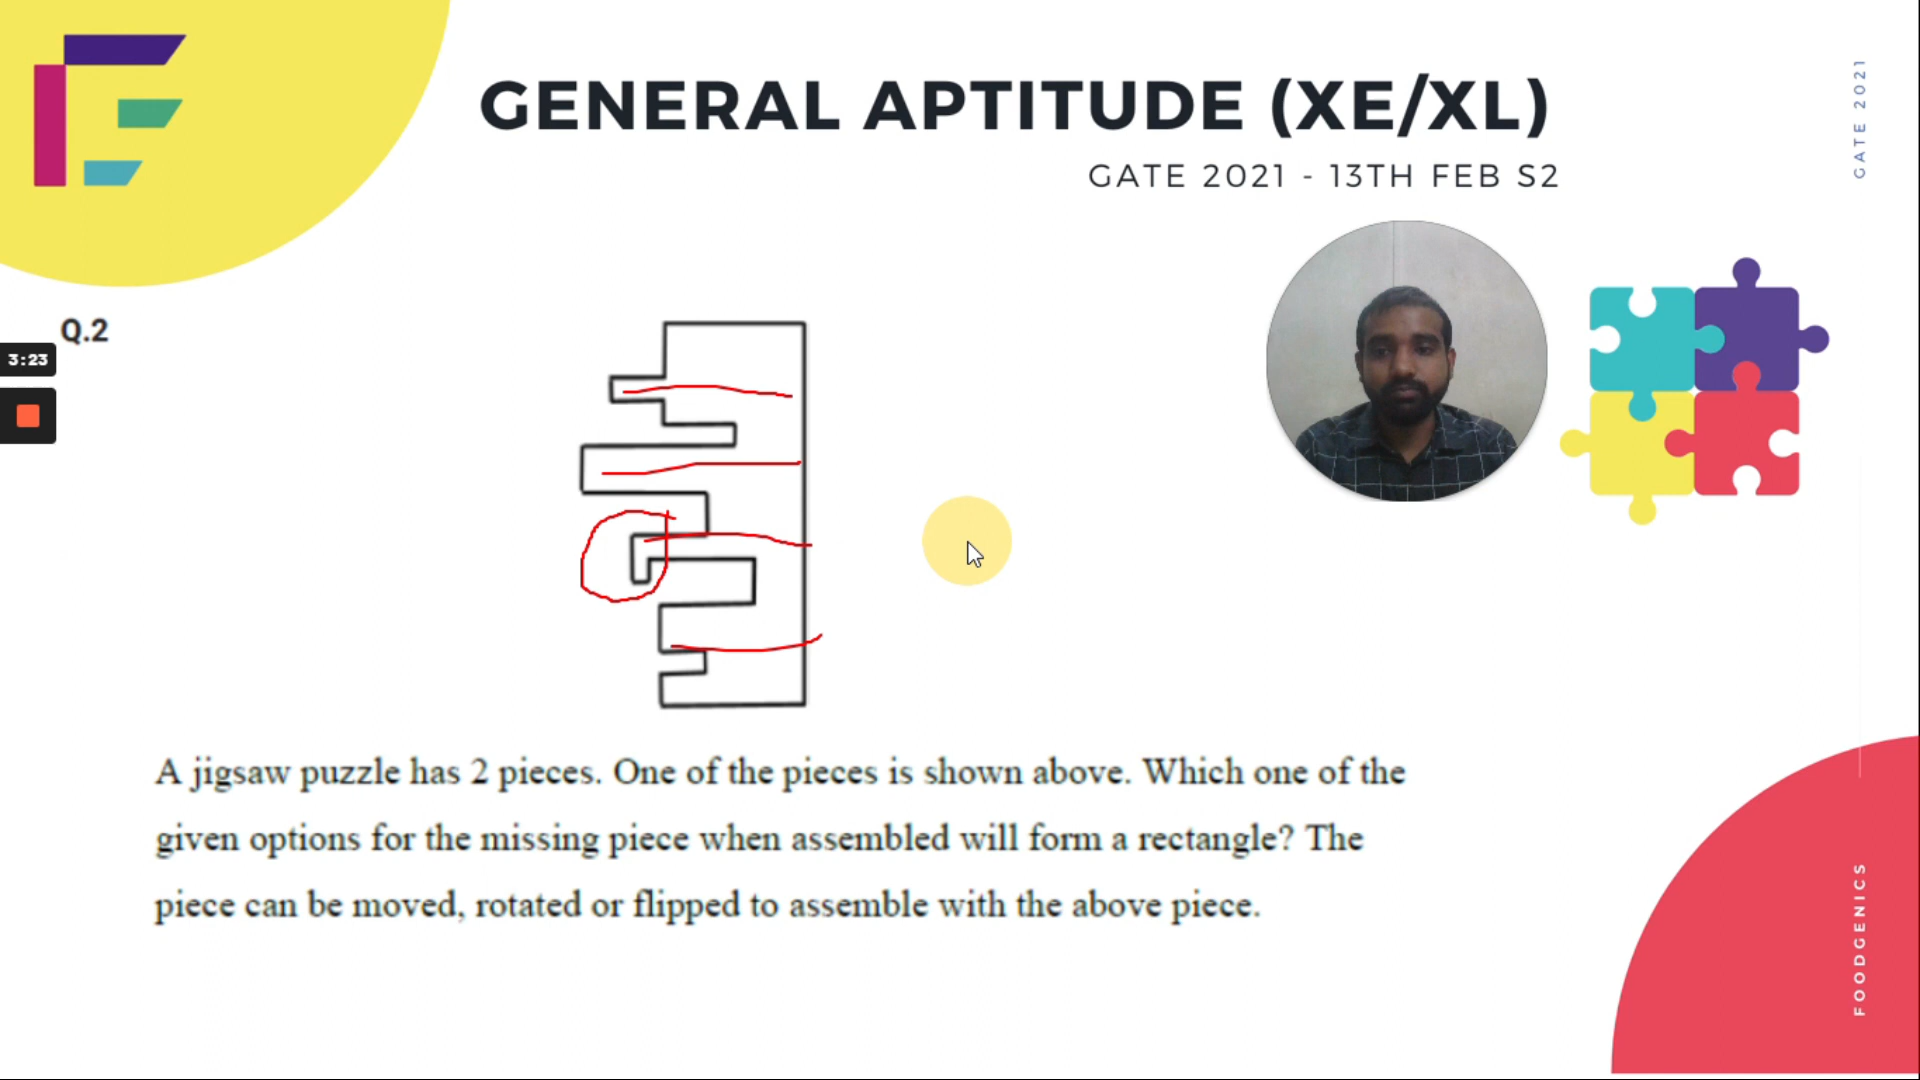 GENERAL APTITUDE (XE/XL)
GATE 2021 - 13TH FEB S2
GATE 2021
Q.2
3:23
A jigsaw puzzle has 2 pieces. One of the pieces is shown above. Which one of the
given options for the missing piece when assembled will form a rectangle? The
piece can be moved, rotated or flipped to assemble with the above piece.
FOODGENICS